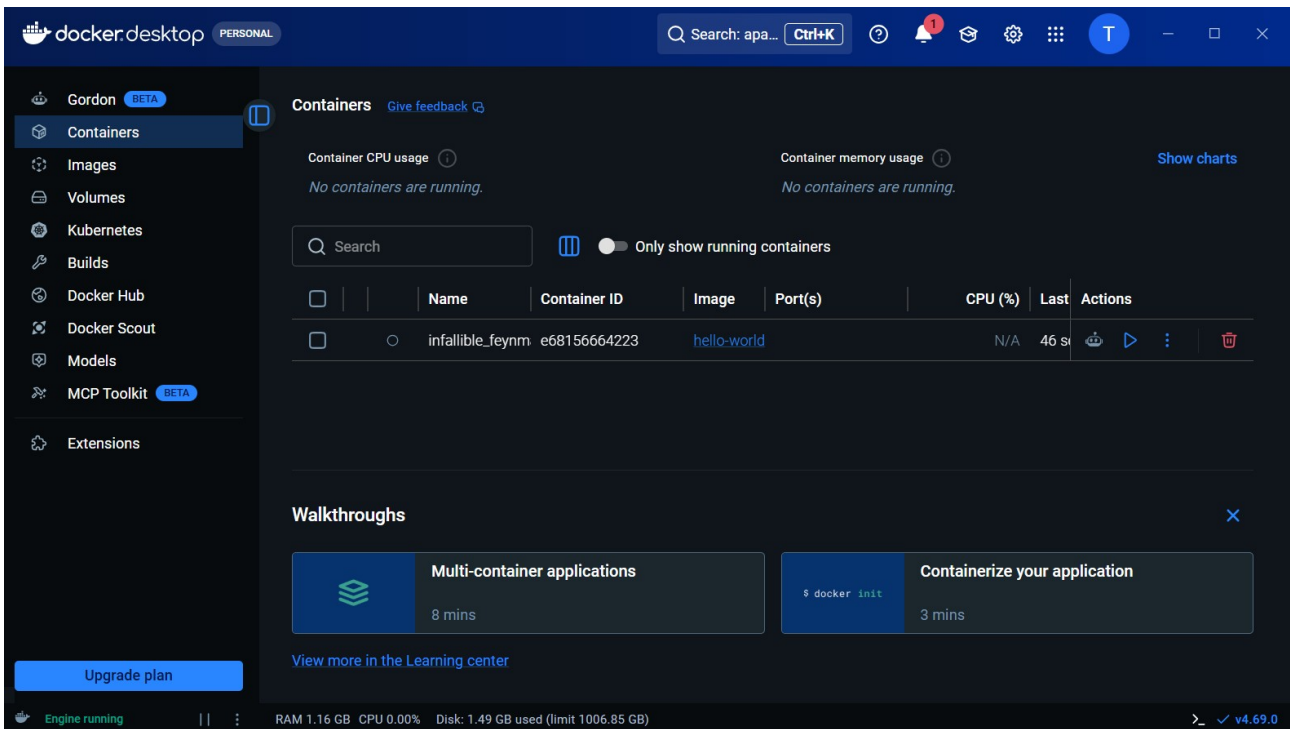 docker.desktop PERSONAL
Search: apa... Ctrl+K
1
T
Gordon BETA
Containers
Images
Volumes
Kubernetes
Builds
Docker Hub
Docker Scout
Models
MCP Toolkit BETA
Extensions
Upgrade plan
Containers Give feedback
Container CPU usage
No containers are running.
Container memory usage
No containers are running.
Show charts
Search
Only show running containers
Name Container ID Image Port(s) CPU (%) Last Actions
infallible_feynm e68156664223 hello-world N/A 46 s
Walkthroughs
Multi-container applications
8 mins
$ docker init
Containerize your application
3 mins
View more in the Learning center
Engine running
RAM 1.16 GB CPU 0.00% Disk: 1.49 GB used (limit 1006.85 GB)
v4.69.0